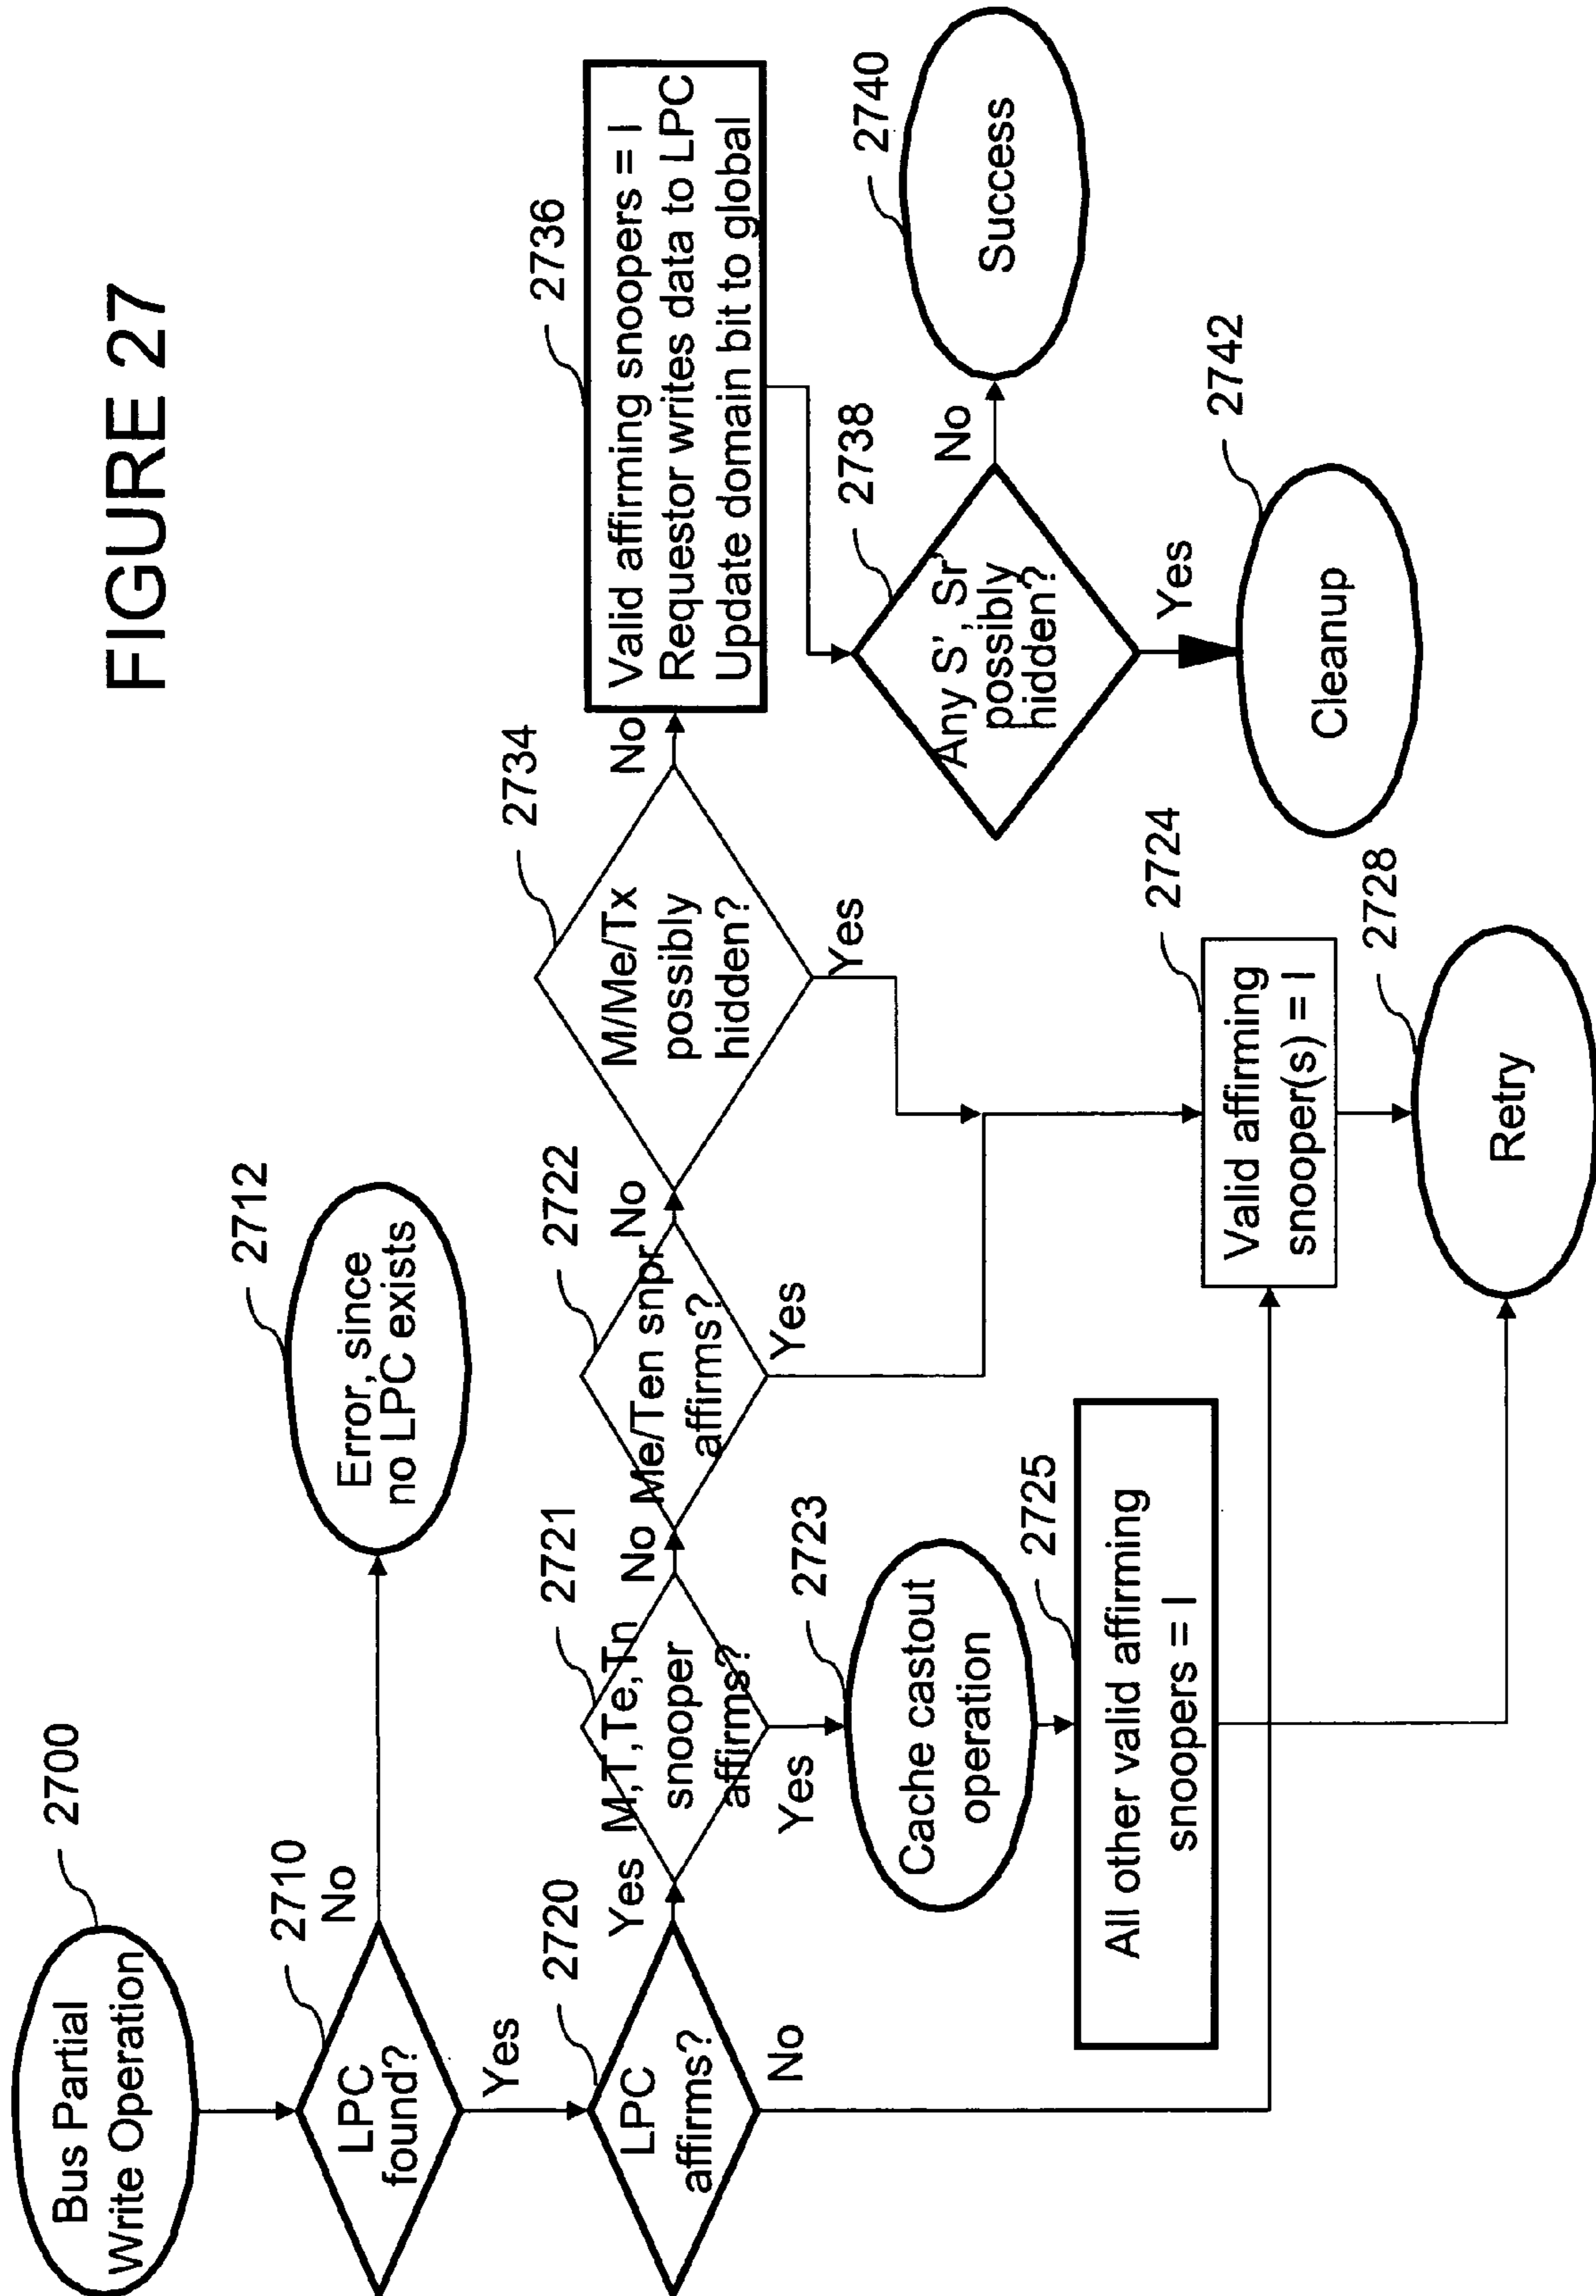 FIGURE 27
2700
Bus Partial
Write Operation
2710
LPC
found?
No
Yes
2712
Error, since
no LPC exists
2720
LPC
affirms?
Yes
No
2721
M,T,Te,Tn
snooper
affirms?
No
Yes
2722
Me/Ten snpr
affirms?
No
Yes
2734
M/Me/Tx
possibly
hidden?
No
Yes
2736
Valid affirming snoopers = I
Requestor writes data to LPC
Update domain bit to global
2738
Any S', Sr
possibly
hidden?
No
Yes
2740
Success
2742
Cleanup
2723
Cache castout
operation
2725
All other valid affirming
snoopers = I
2724
Valid affirming
snooper(s) = I
2728
Retry